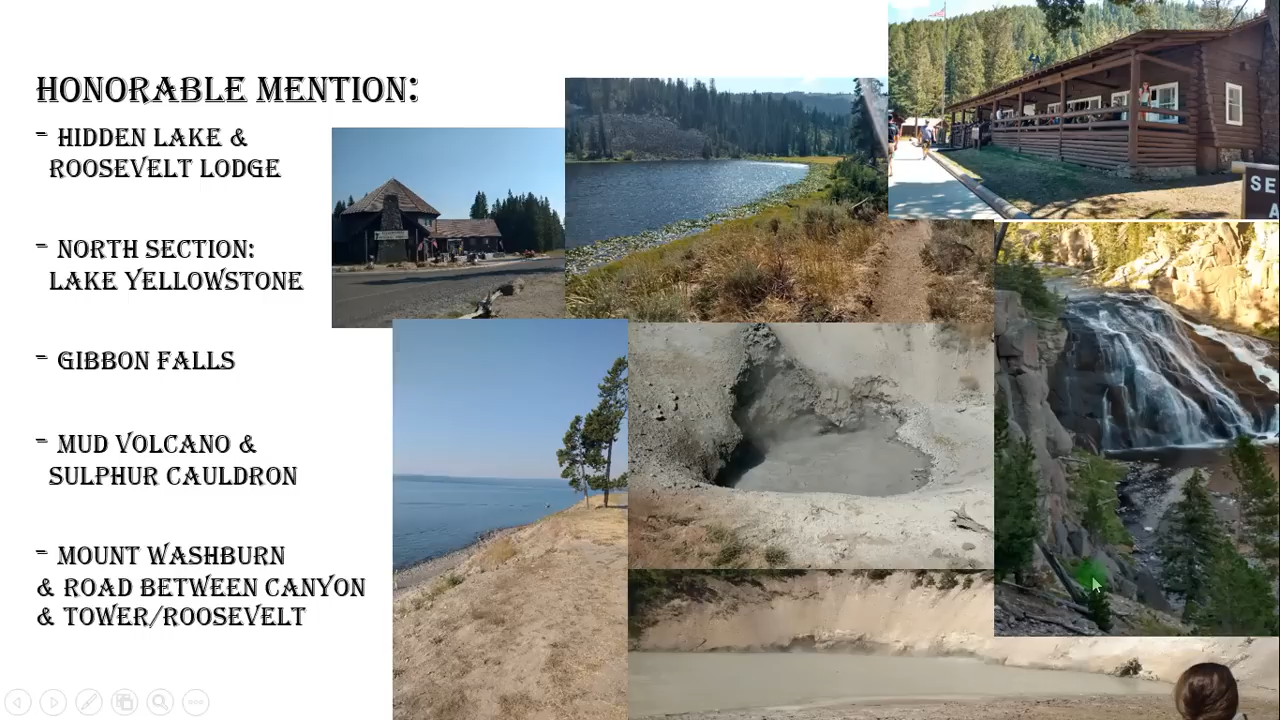 HONORABLE MENTION:
- HIDDEN LAKE &
ROOSEVELT LODGE
- NORTH SECTION:
LAKE YELLOWSTONE
- GIBBON FALLS
- MUD VOLCANO &
SULPHUR CAULDRON
- MOUNT WASHBURN
& ROAD BETWEEN CANYON
& TOWER/ROOSEVELT
SE
A